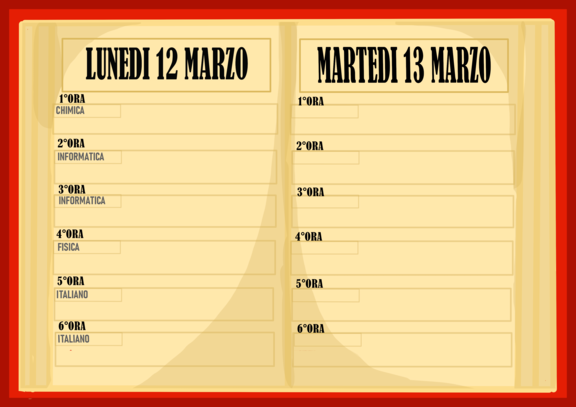 LUNEDI 12 MARZO
1°ORA
CHIMICA
2°ORA
INFORMATICA
3°ORA
INFORMATICA
4°ORA
FISICA
5°ORA
ITALIANO
6°ORA
ITALIANO
MARTEDI 13 MARZO
1°ORA
2°ORA
3°ORA
4°ORA
5°ORA
6°ORA